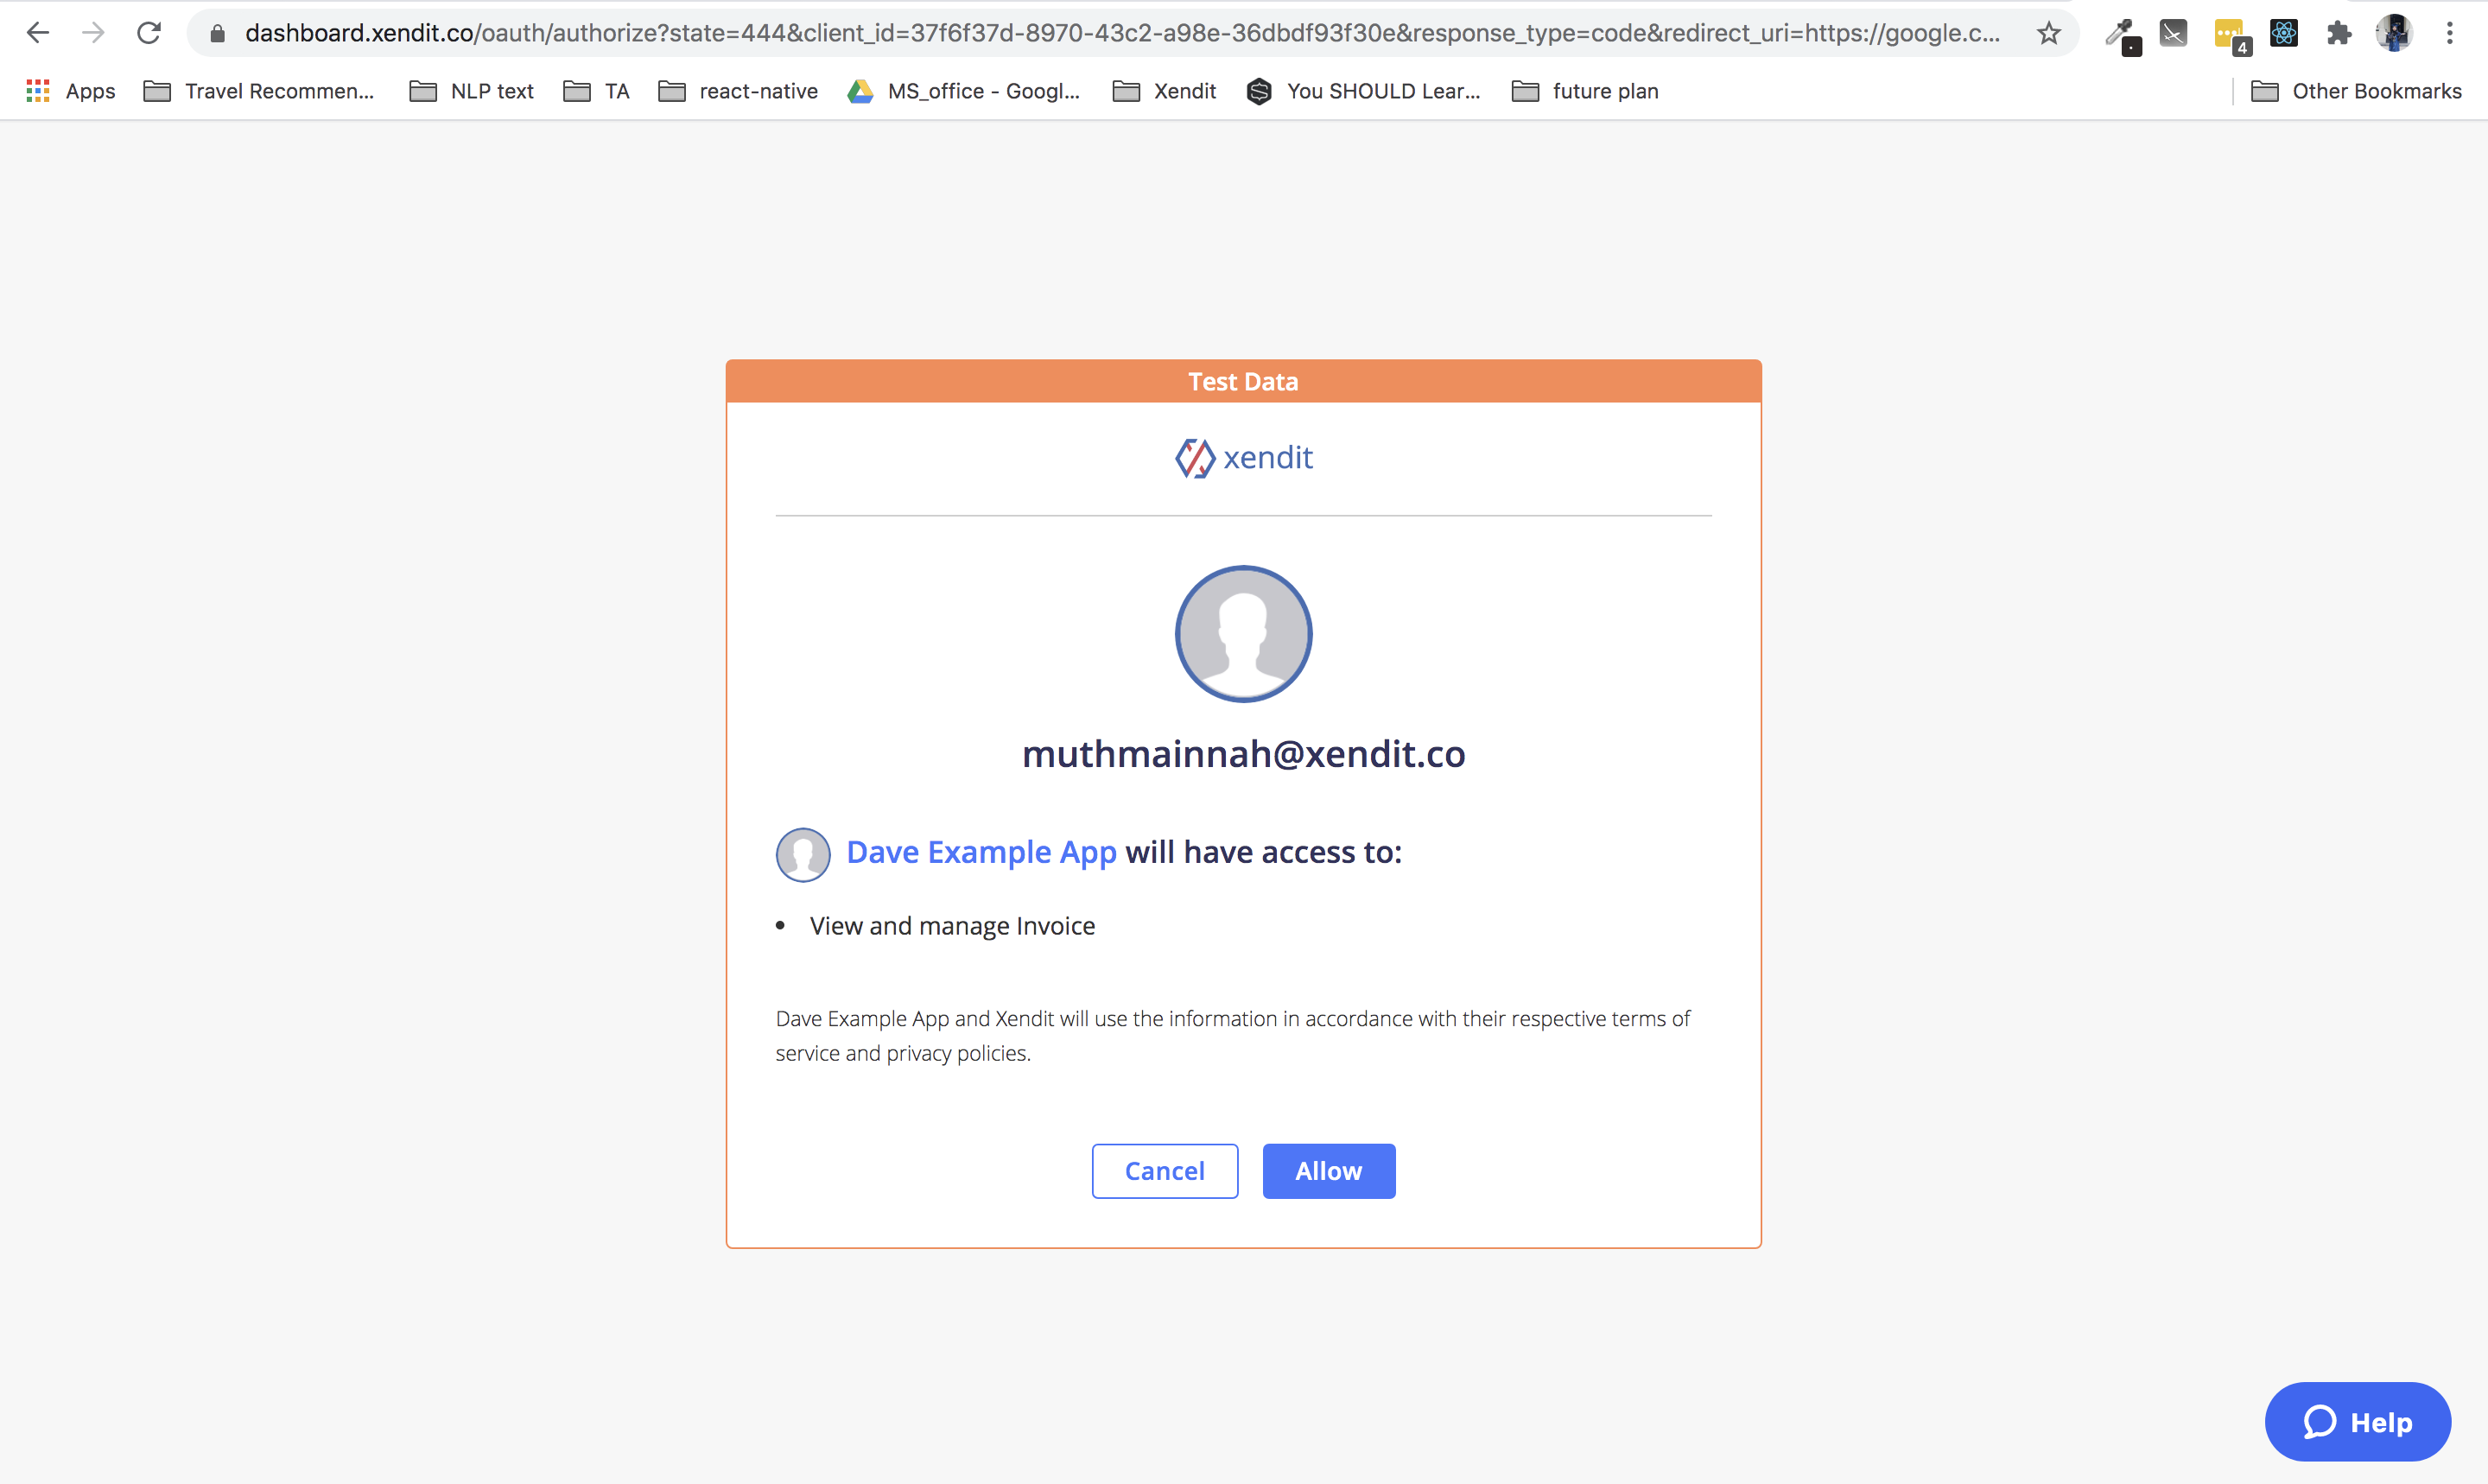 dashboard.xendit.co/oauth/authorize?state=444&client_id=37f6f37d-8970-43c2-a98e-36dbdf93f30e&response_type=code&redirect_uri=https://google.c...
4
Apps Travel Recommen... NLP text TA react-native MS_office - Googl... Xendit You SHOULD Lear... future plan Other Bookmarks
Test Data
xendit
muthmainnah@xendit.co
Dave Example App will have access to:
• View and manage Invoice
Dave Example App and Xendit will use the information in accordance with their respective terms of
service and privacy policies.
Cancel Allow
Help